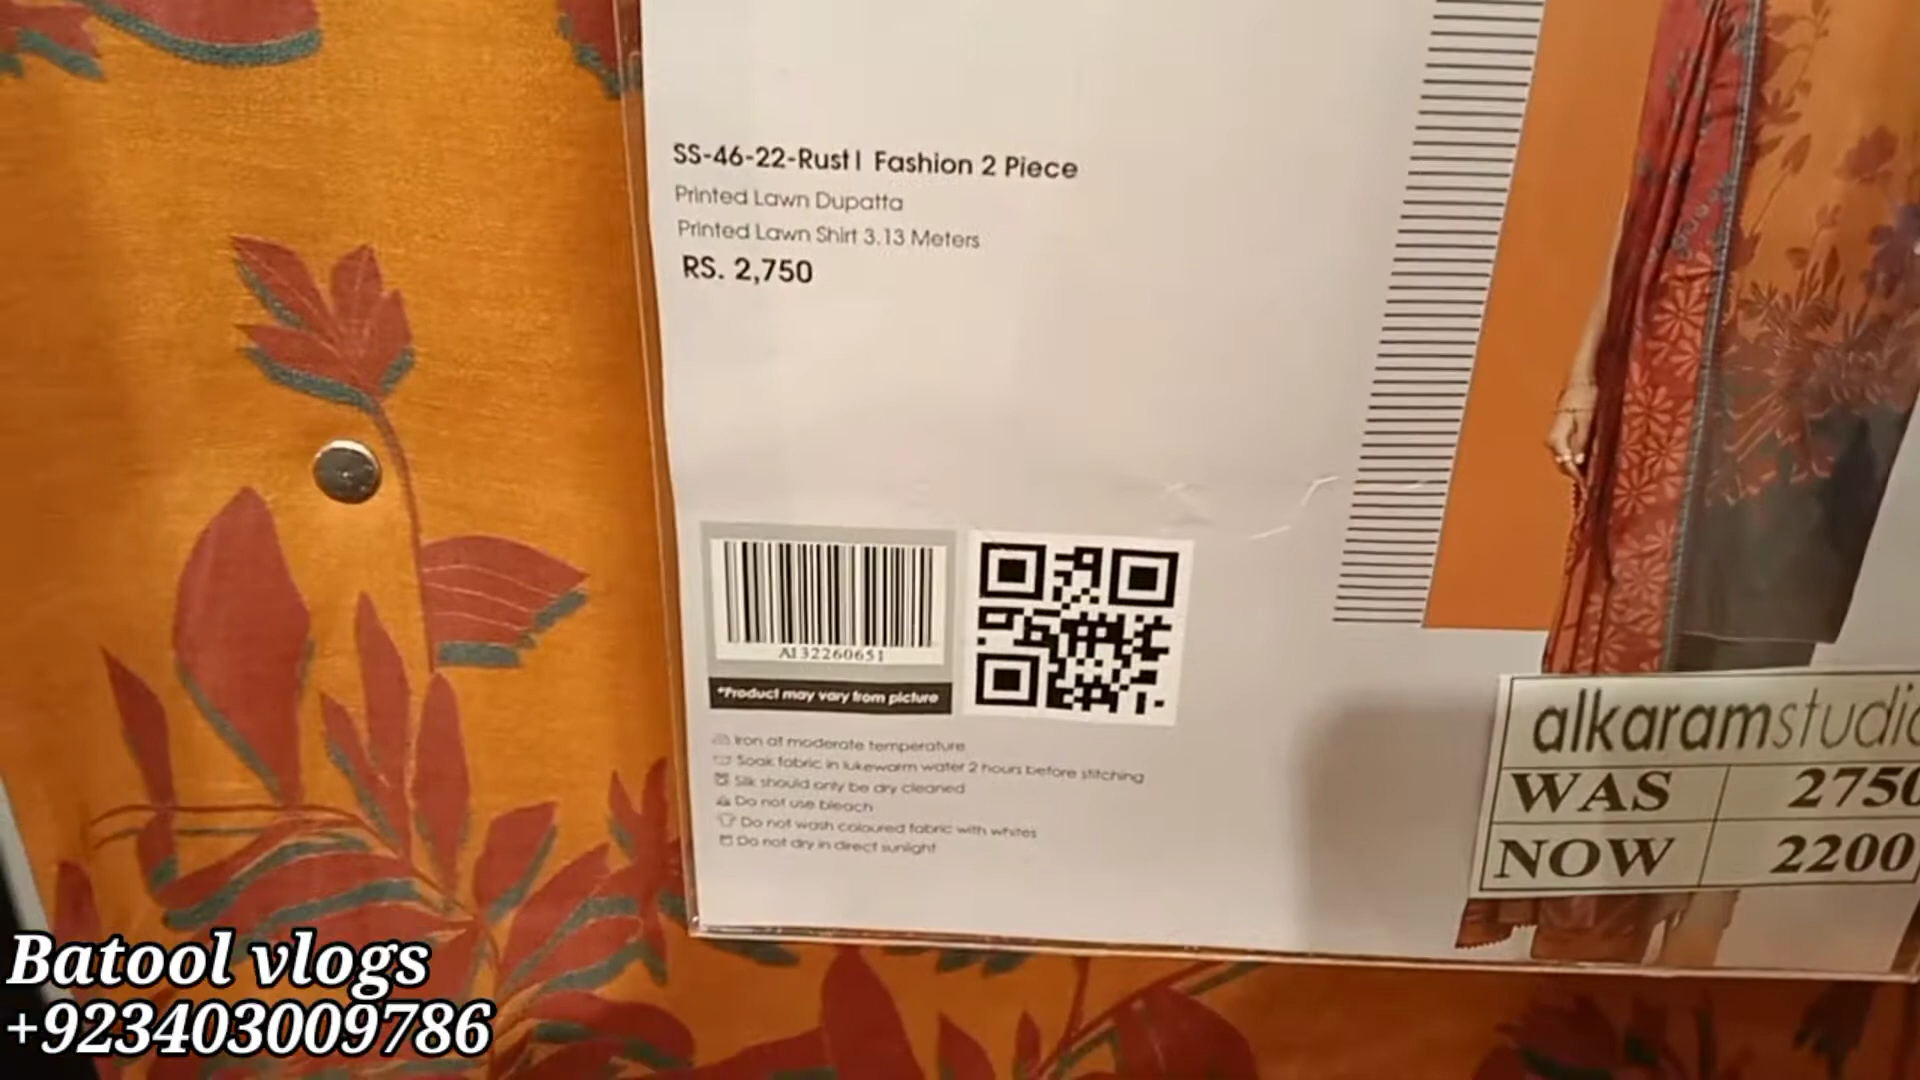 SS-46-22-Rust| Fashion 2 Piece
Printed Lawn Dupatta
Printed Lawn Shirt 3.13 Meters
RS. 2,750
A132260651
*Product may vary from picture
Iron at moderate temperature
Soak fabric in lukewarm water 2 hours before stitching
Silk should only be dry cleaned
Do not use bleach
Do not wash coloured fabric with whites
Do not dry in direct sunlight
alkaramstudio
WAS 2750
NOW 2200
Batool vlogs
+923403009786